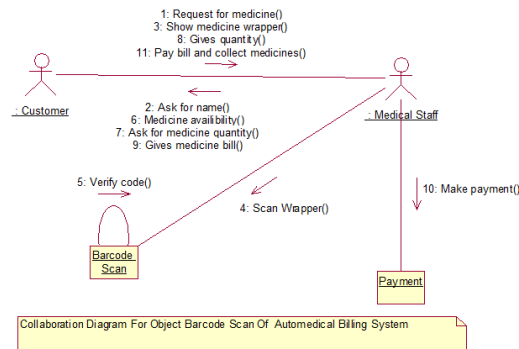 1: Request for medicine()
3: Show medicine wrapper()
8: Gives quantity()
11: Pay bill and collect medicines()
: Customer
: Medical Staff
2: Ask for name()
6: Medicine availibility()
7: Ask for medicine quantity()
9: Gives medicine bill()
5: Verify code()
4: Scan Wrapper()
10: Make payment()
Barcode
Scan
Payment
Collaboration Diagram For Object Barcode Scan Of Automedical Billing System